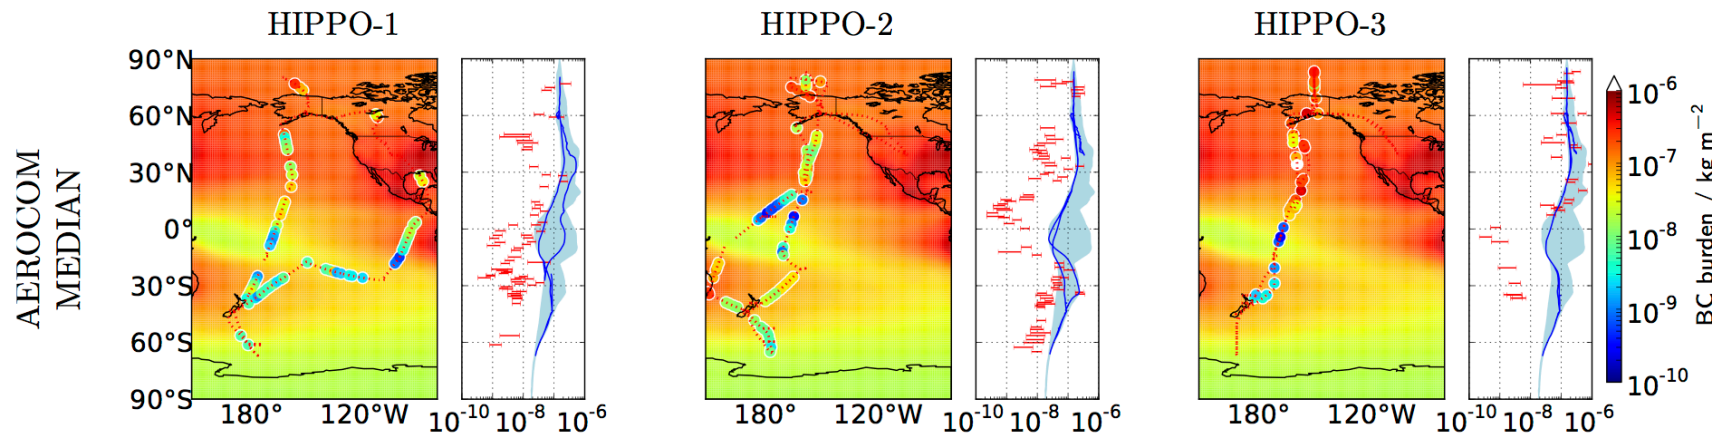 HIPPO-1 HIPPO-2 HIPPO-3
AEROCOM
MEDIAN
90°N
60°N
30°N
0°
30°S
60°S
90°S
180° 120°W 10⁻¹⁰ 10⁻⁸ 10⁻⁶
180° 120°W 10⁻¹⁰ 10⁻⁸ 10⁻⁶
180° 120°W 10⁻¹⁰ 10⁻⁸ 10⁻⁶
10⁻⁶
10⁻⁷
10⁻⁸
10⁻⁹
10⁻¹⁰
BC burden / kg m⁻²